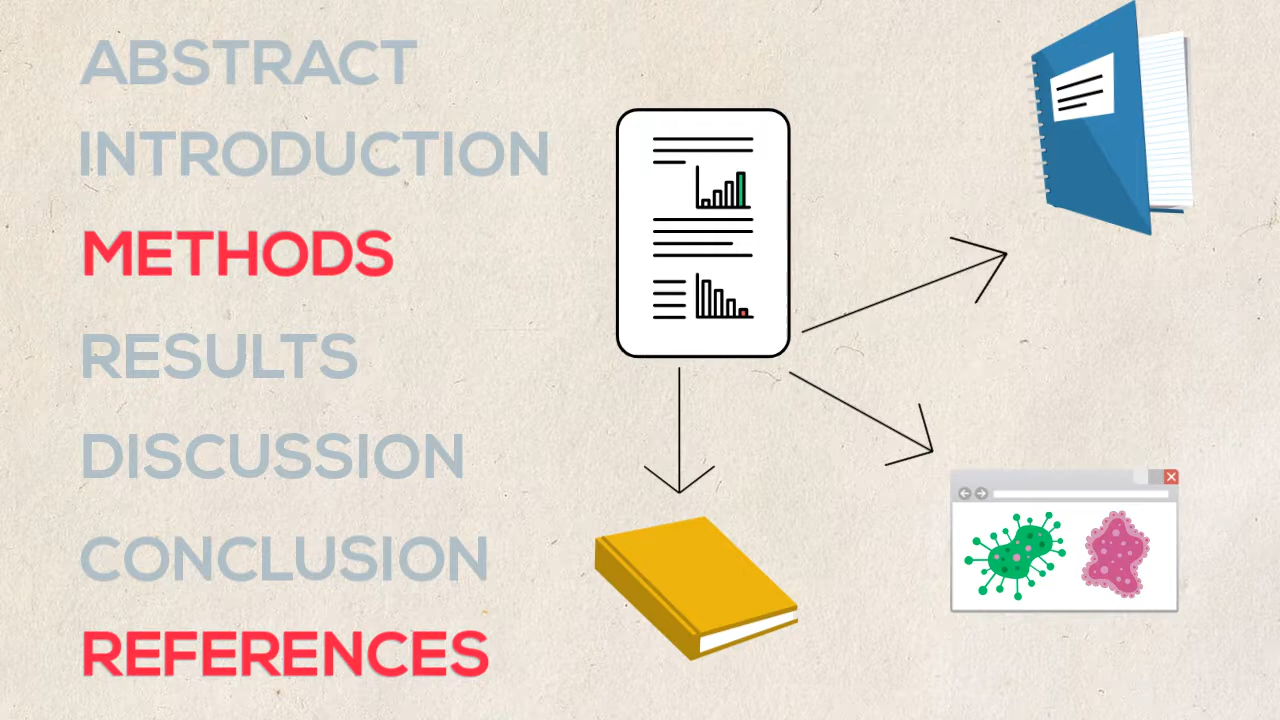 ABSTRACT
INTRODUCTION
METHODS
RESULTS
DISCUSSION
CONCLUSION
REFERENCES